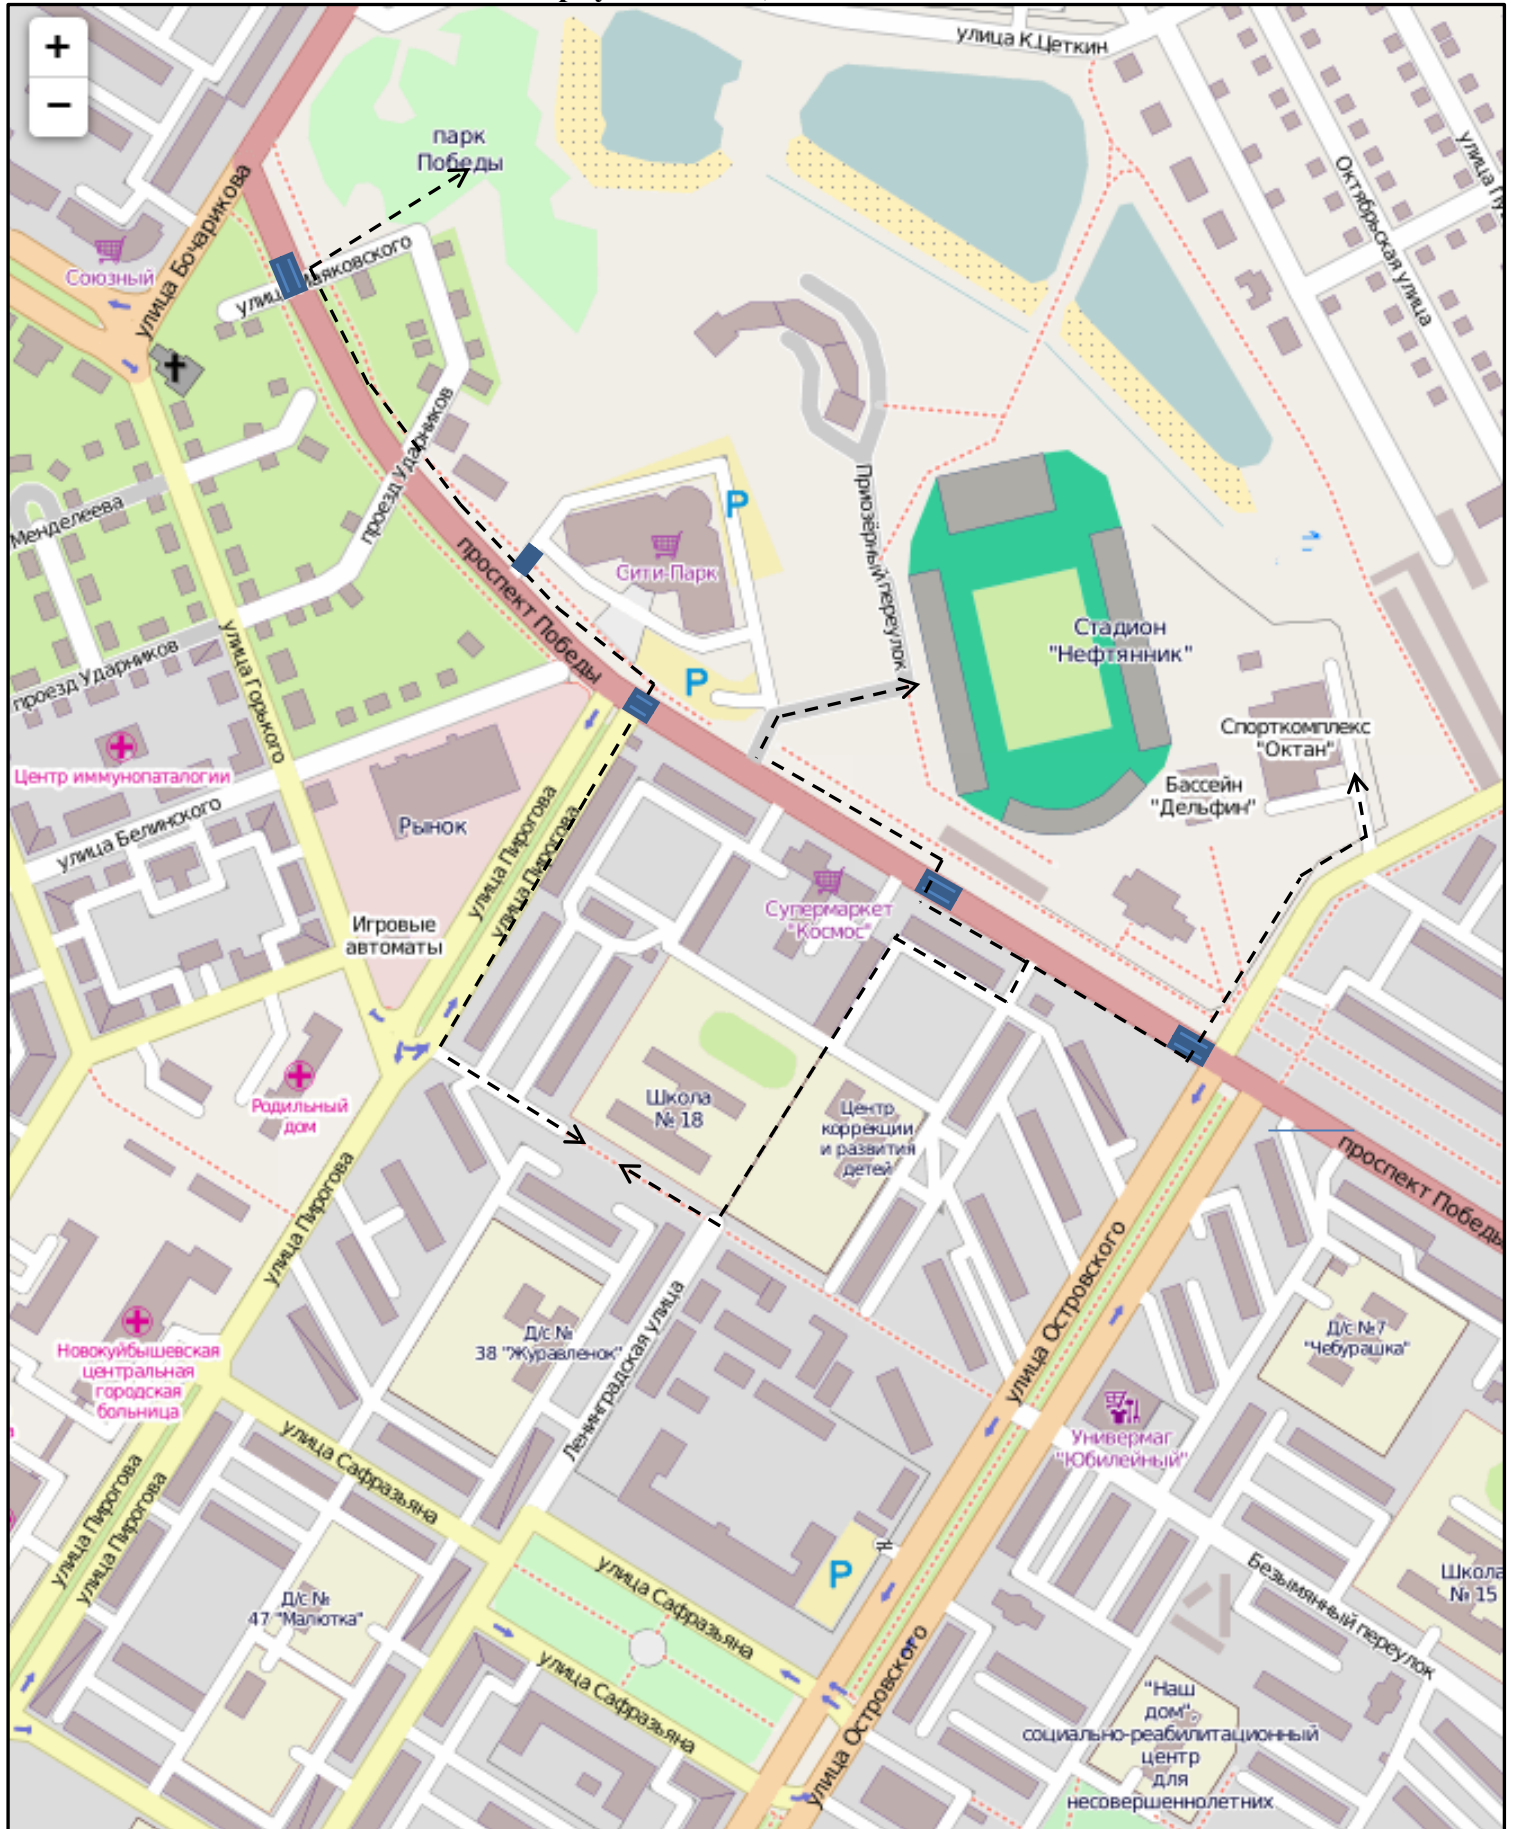 +
−
улица К.Цеткин
парк
Победы
Октябрьская улица
улица Бочарикова
Союзный
улица Маяковского
проезд Ударников
Менделеева
Приозёрный переулок
P
Сити-Парк
проспект Победы
P
Стадион
"Нефтянник"
проезд Ударников
улица Горького
Центр иммунопаталогии
Спорткомплекс
"Октан"
Бассейн
"Дельфин"
улица Белинского
Рынок
улица Пирогова
улица Пирогова
Супермаркет
"Космос"
Игровые
автоматы
Родильный
дом
Школа
№ 18
Центр
коррекции
и развития
детей
проспект Победы
улица Пирогова
улица Островского
Новокуйбышевская
центральная
городская
больница
Д/с №
38 "Журавленок"
Ленинградская улица
Д/с №7
"Чебурашка"
Универмаг
"Юбилейный"
улица Сафразьяна
улица Пирогова
улица Пирогова
P
улица Сафразьяна
Безымянный переулок
Школа
№ 15
Д/с №
47 "Малютка"
улица Сафразьяна
улица Островского
"Наш
дом",
социально-реабилитационный
центр
для
несовершеннолетних